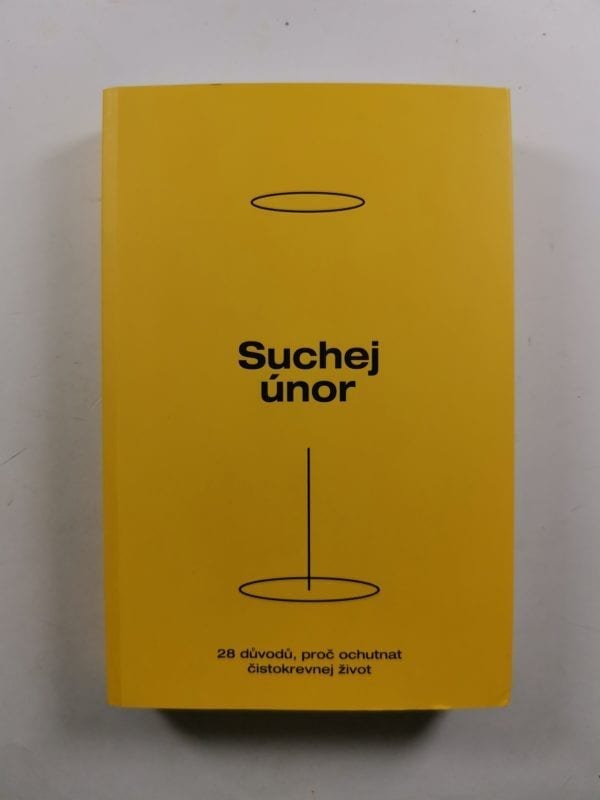 Suchej
únor
28 důvodů, proč ochutnat
čistokrevnej život